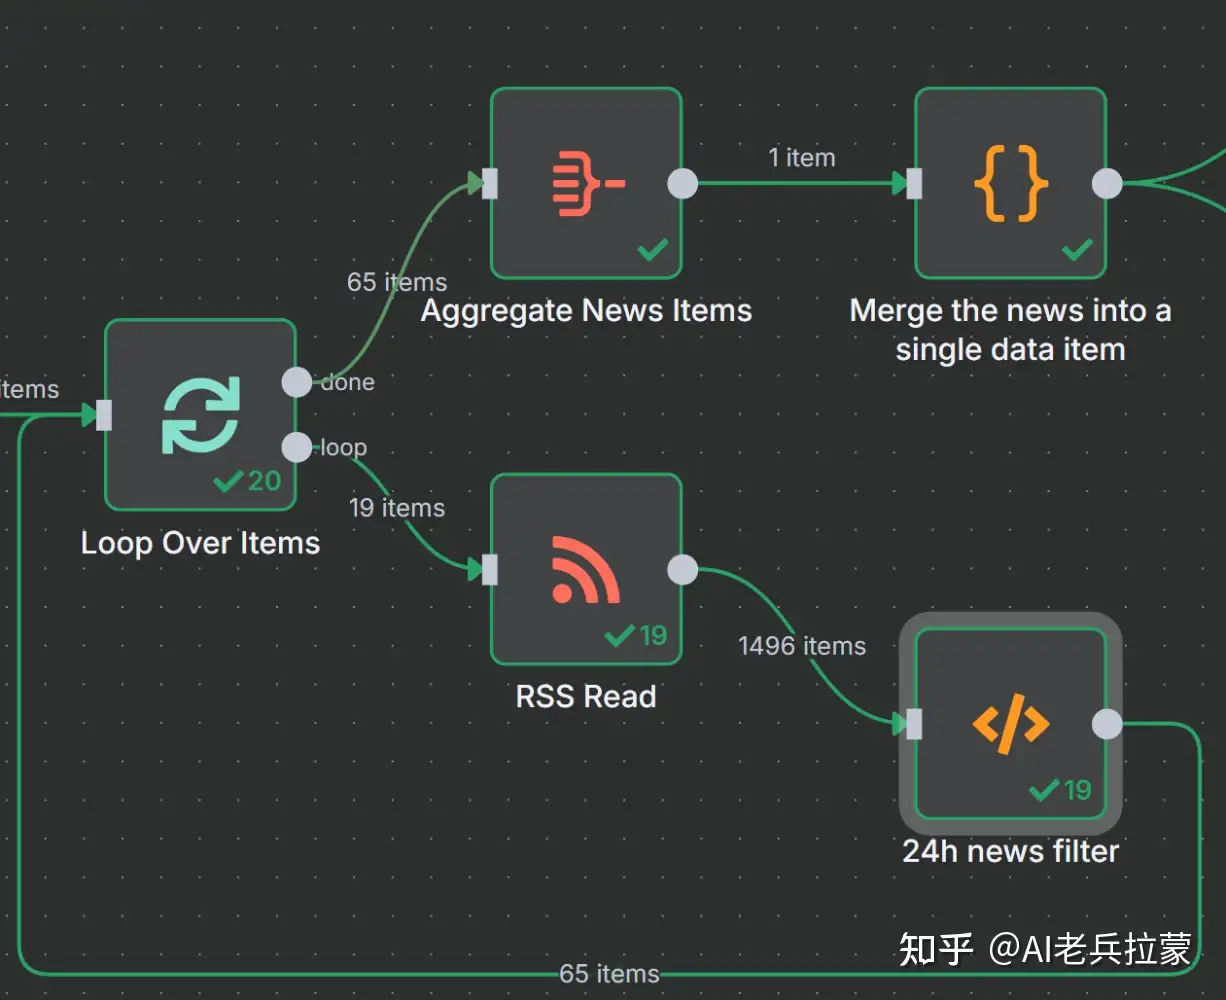 1 item
65 items
Aggregate News Items
Merge the news into a
single data item
items
done
loop
20
19 items
Loop Over Items
19
1496 items
RSS Read
19
24h news filter
知乎 @AI老兵拉蒙
65 items